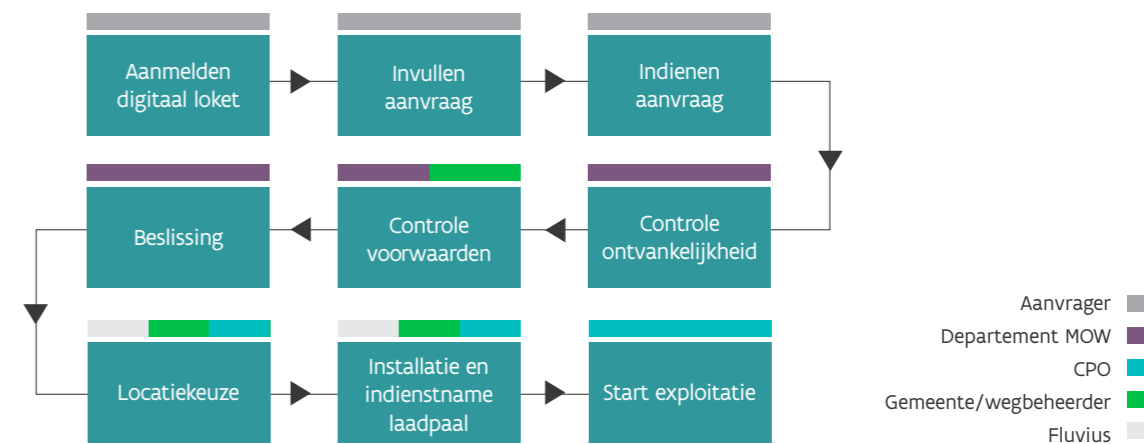 Aanmelden
digitaal loket
Invullen
aanvraag
Indienen
aanvraag
Beslissing
Controle
voorwaarden
Controle
ontvankelijkheid
Locatiekeuze
Installatie en
indienstname
laadpaal
Start exploitatie
Aanvrager
Departement MOW
CPO
Gemeente/wegbeheerder
Fluvius